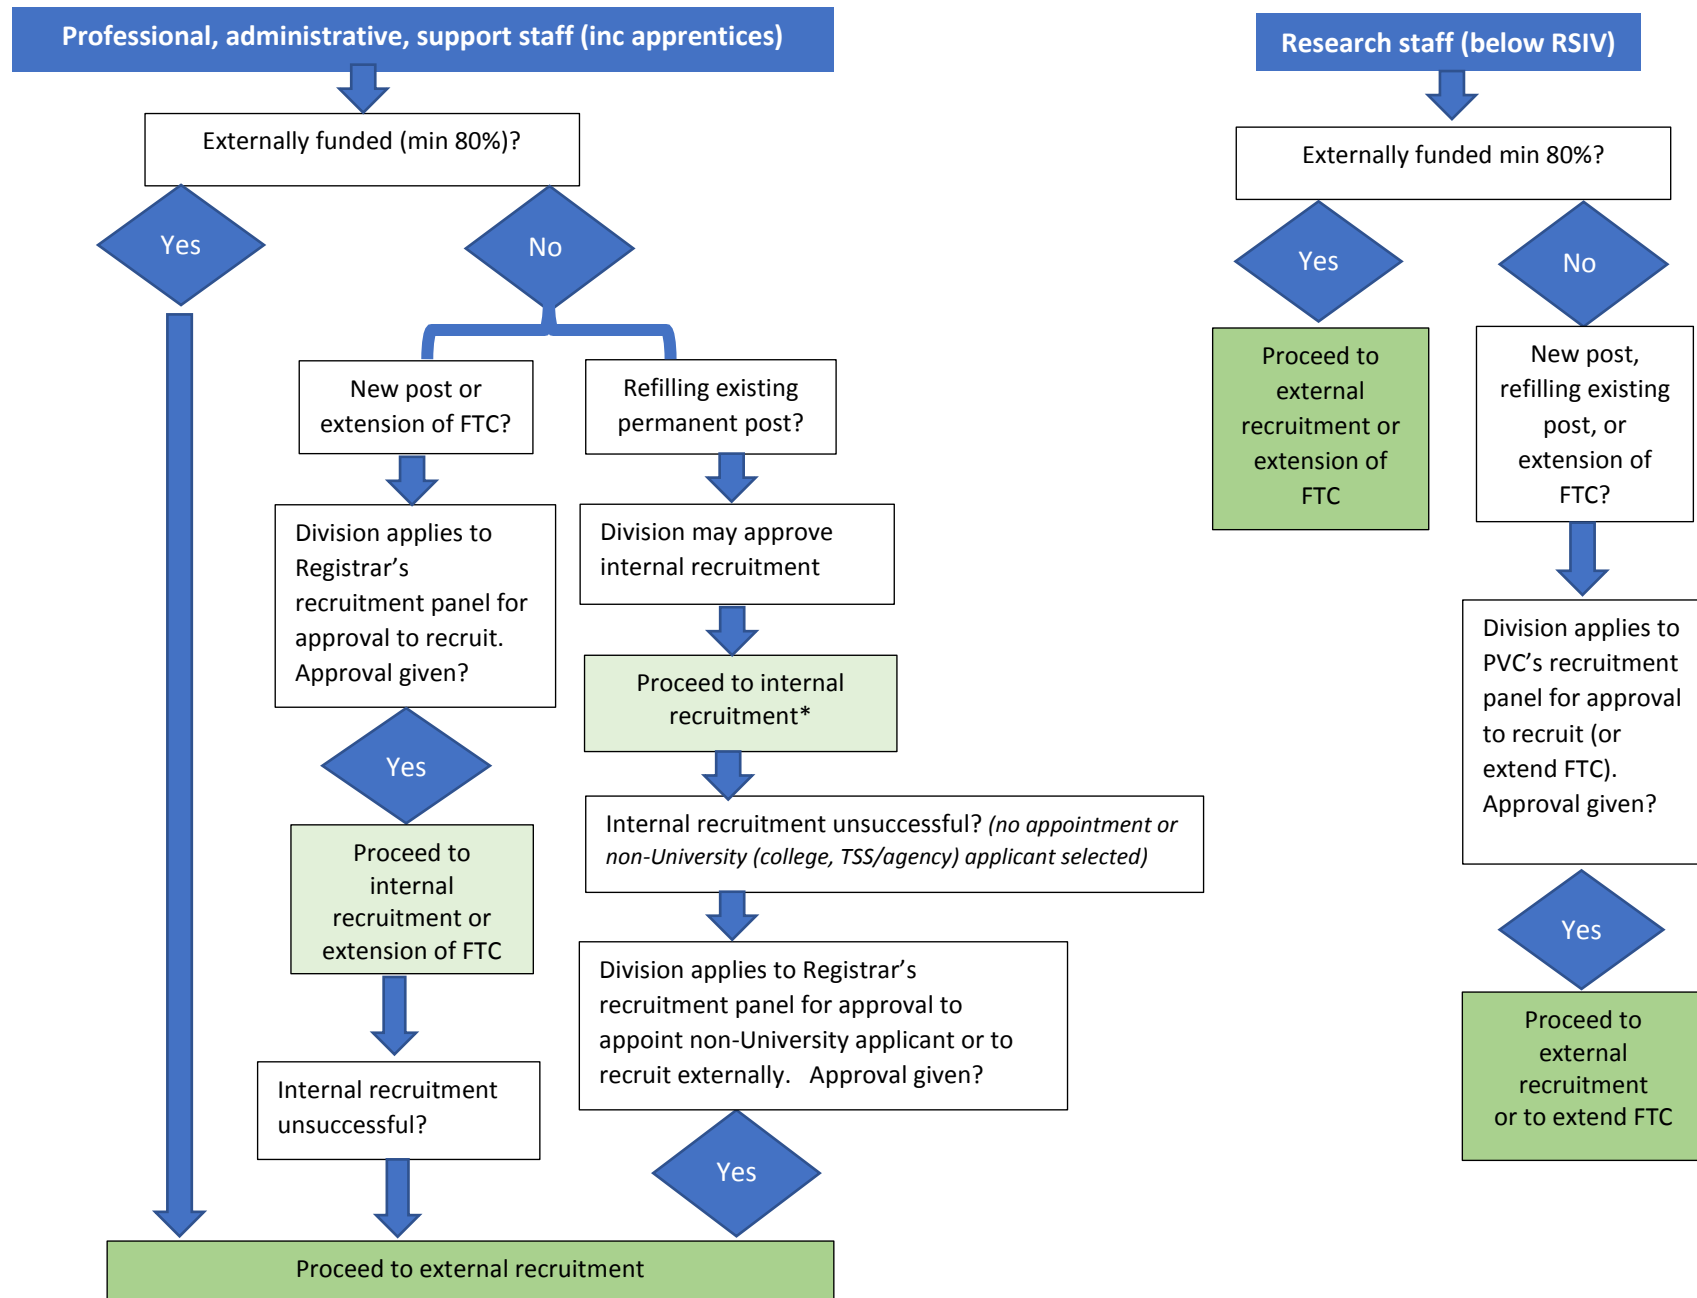 Professional, administrative, support staff (inc apprentices)
Externally funded (min 80%)?
Yes
No
New post or
extension of FTC?
Refilling existing
permanent post?
Division applies to
Registrar’s
recruitment panel for
approval to recruit.
Approval given?
Division may approve
internal recruitment
Proceed to internal
recruitment*
Yes
Internal recruitment unsuccessful? (no appointment or
non-University (college, TSS/agency) applicant selected)
Proceed to
internal
recruitment or
extension of FTC
Division applies to Registrar’s
recruitment panel for approval to
appoint non-University applicant or to
recruit externally.   Approval given?
Internal recruitment
unsuccessful?
Yes
Proceed to external recruitment
Research staff (below RSIV)
Externally funded min 80%?
Yes
No
Proceed to
external
recruitment or
extension of
FTC
New post,
refilling existing
post, or
extension of
FTC?
Division applies to
PVC’s recruitment
panel for approval
to recruit (or
extend FTC).
Approval given?
Yes
Proceed to
external
recruitment
or to extend FTC